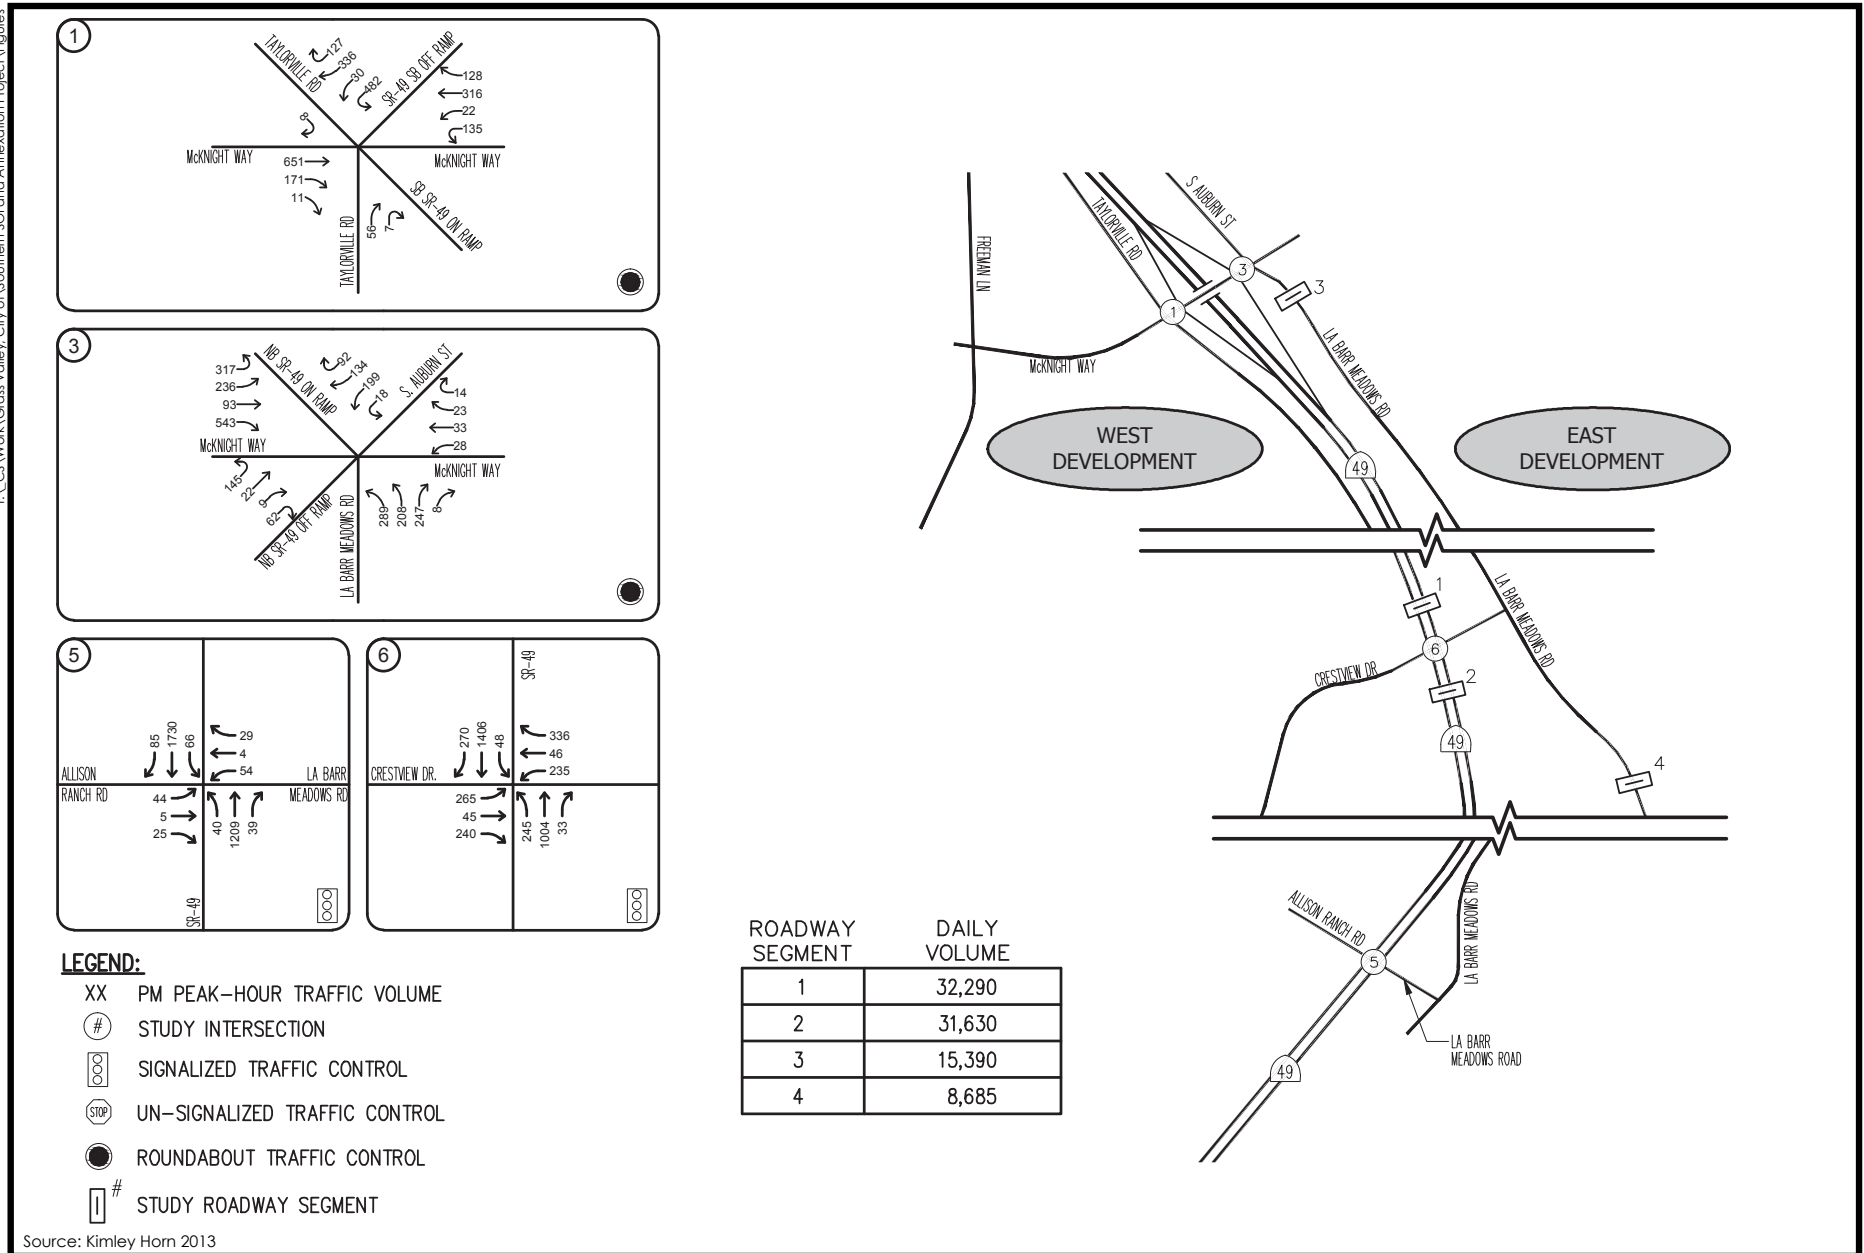 1
TAYLORVILLE RD
127
336
30
482
SR-49 SB OFF RAMP
128
316
22
135
8
McKNIGHT WAY
McKNIGHT WAY
651
171
11
TAYLORVILLE RD
56
7
SB SR-49 ON RAMP
3
317
236
93
543
NB SR-49 ON RAMP
92
134
199
18
S. AUBURN ST
14
23
33
28
McKNIGHT WAY
McKNIGHT WAY
145
22
9
62
NB SR-49 OFF RAMP
LA BARR MEADOWS RD
289
208
247
8
5
85
1730
66
29
4
54
ALLISON
RANCH RD
LA BARR
MEADOWS RD
44
5
25
40
1209
39
SR-49
6
SR-49
270
1406
48
336
46
235
CRESTVIEW DR.
265
45
240
245
1004
33
LEGEND:
XX PM PEAK-HOUR TRAFFIC VOLUME
# STUDY INTERSECTION
SIGNALIZED TRAFFIC CONTROL
STOP UN-SIGNALIZED TRAFFIC CONTROL
ROUNDABOUT TRAFFIC CONTROL
# STUDY ROADWAY SEGMENT
Source: Kimley Horn 2013
ROADWAY SEGMENT DAILY VOLUME
1 32,290
2 31,630
3 15,390
4 8,685
FREEMAN LN
TAYLORVILLE RD
S AUBURN ST
3
3
1
McKNIGHT WAY
LA BARR MEADOWS RD
WEST
DEVELOPMENT
EAST
DEVELOPMENT
49
1
LA BARR MEADOWS RD
6
CRESTVIEW DR
2
49
4
ALLISON RANCH RD
LA BARR MEADOWS RD
5
LA BARR
MEADOWS ROAD
49